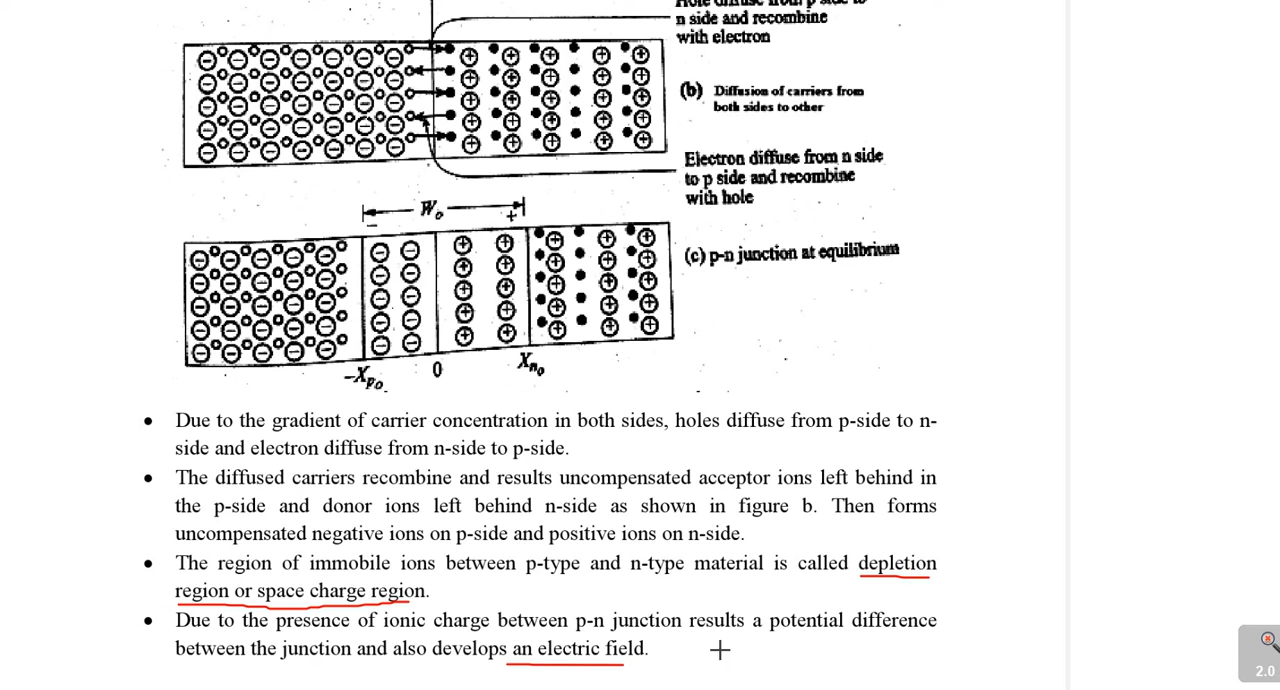 Hole diffuse from p side to
n side and recombine
with electron
(b) Diffusion of carriers from
both sides to other
Electron diffuse from n side
to p side and recombine
with hole
W₀
− +
(c) p-n junction at equilibrium
-Xp₀ 0 Xn₀
• Due to the gradient of carrier concentration in both sides, holes diffuse from p-side to n-
side and electron diffuse from n-side to p-side.
• The diffused carriers recombine and results uncompensated acceptor ions left behind in
the p-side and donor ions left behind n-side as shown in figure b. Then forms
uncompensated negative ions on p-side and positive ions on n-side.
• The region of immobile ions between p-type and n-type material is called depletion
region or space charge region.
• Due to the presence of ionic charge between p-n junction results a potential difference
between the junction and also develops an electric field.
2.0